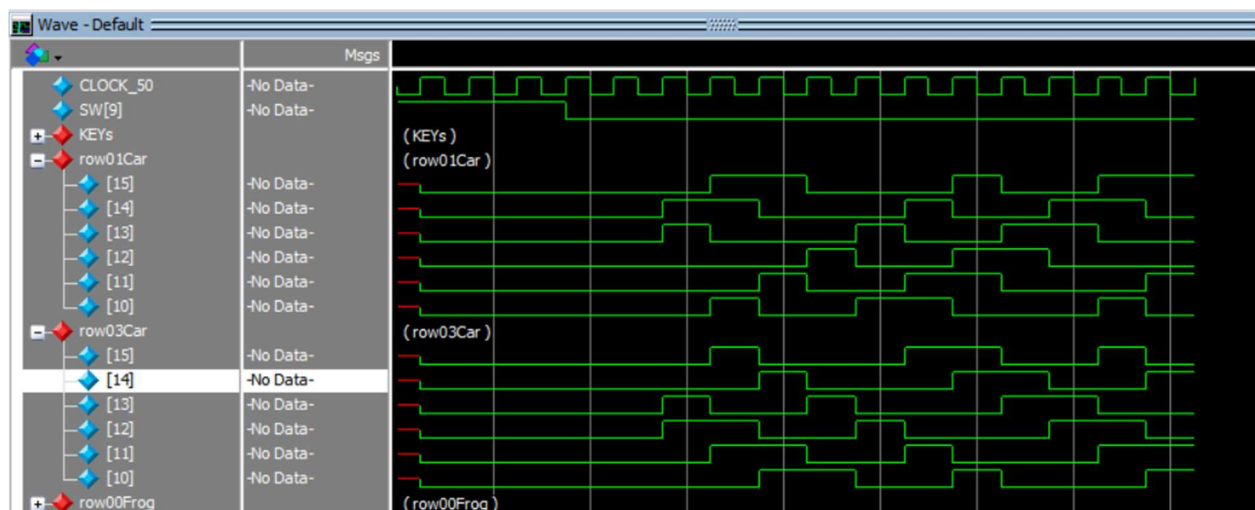 Wave - Default
Msgs
CLOCK_50 -No Data-
SW[9] -No Data-
KEYs (KEYs)
row01Car (row01Car)
[15] -No Data-
[14] -No Data-
[13] -No Data-
[12] -No Data-
[11] -No Data-
[10] -No Data-
row03Car (row03Car)
[15] -No Data-
[14] -No Data-
[13] -No Data-
[12] -No Data-
[11] -No Data-
[10] -No Data-
row00Frog (row00Frog)